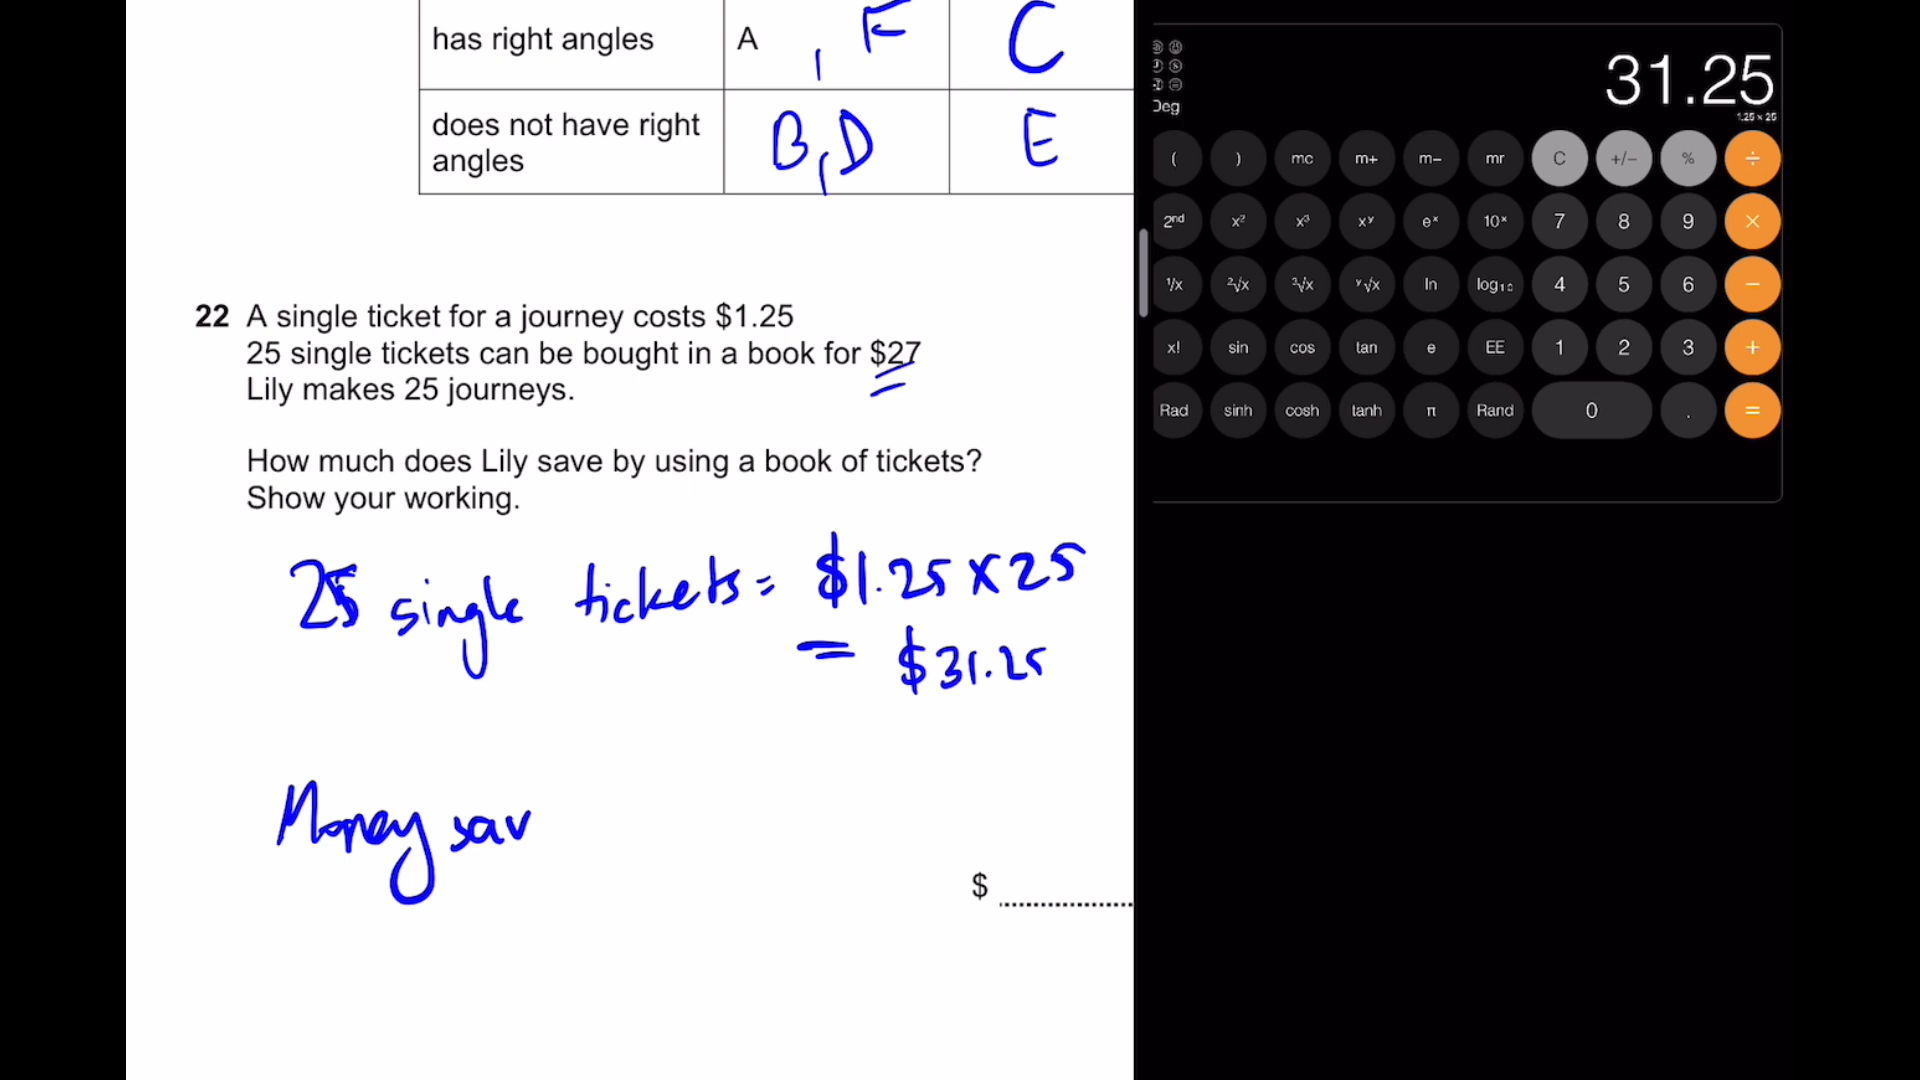 has right angles A , F C
does not have right
angles B, D E
22 A single ticket for a journey costs $1.25
25 single tickets can be bought in a book for $27
Lily makes 25 journeys.
How much does Lily save by using a book of tickets?
Show your working.
25 single tickets = $1.25 x 25
= $31.25
Money sav
$
31.25
1.25 × 25
Deg
( ) mc m+ m− mr C +/− % ÷
2nd x² x³ xʸ eˣ 10ˣ 7 8 9 ×
1/x ²√x ³√x ʸ√x ln log₁₀ 4 5 6 −
x! sin cos tan e EE 1 2 3 +
Rad sinh cosh tanh π Rand 0 . =